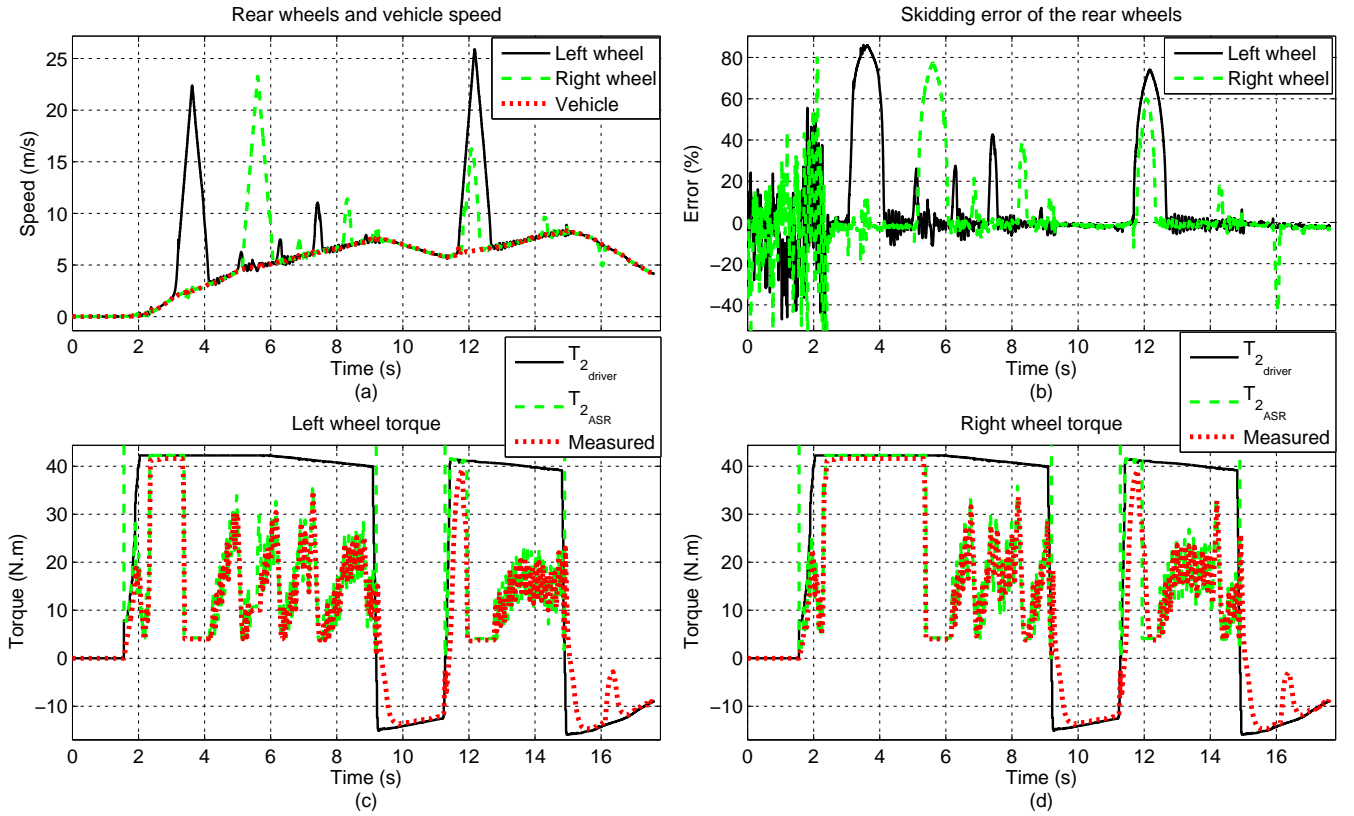 Rear wheels and vehicle speed
25
20
15
10
5
0
Speed (m/s)
Left wheel
Right wheel
Vehicle
0 2 4 6 8 10 12 14 16
Time (s)
(a)
Skidding error of the rear wheels
80
60
40
20
0
−20
−40
Error (%)
Left wheel
Right wheel
0 2 4 6 8 10 12 14 16
Time (s)
(b)
Left wheel torque
T2driver
T2ASR
Measured
40
30
20
10
0
−10
Torque (N.m)
0 2 4 6 8 10 12 14 16
Time (s)
(c)
Right wheel torque
T2driver
T2ASR
Measured
40
30
20
10
0
−10
Torque (N.m)
0 2 4 6 8 10 12 14 16
Time (s)
(d)